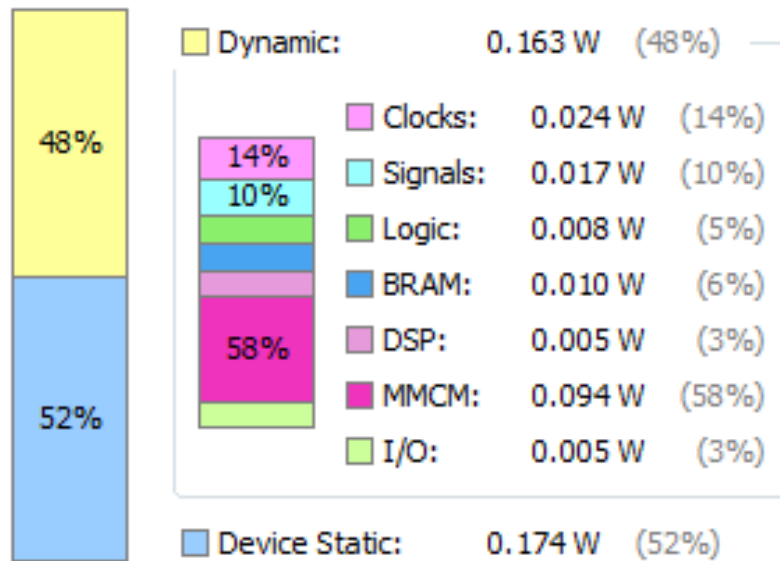 48%
52%
Dynamic: 0.163 W (48%)
14%
10%
58%
Clocks: 0.024 W (14%)
Signals: 0.017 W (10%)
Logic: 0.008 W (5%)
BRAM: 0.010 W (6%)
DSP: 0.005 W (3%)
MMCM: 0.094 W (58%)
I/O: 0.005 W (3%)
Device Static: 0.174 W (52%)